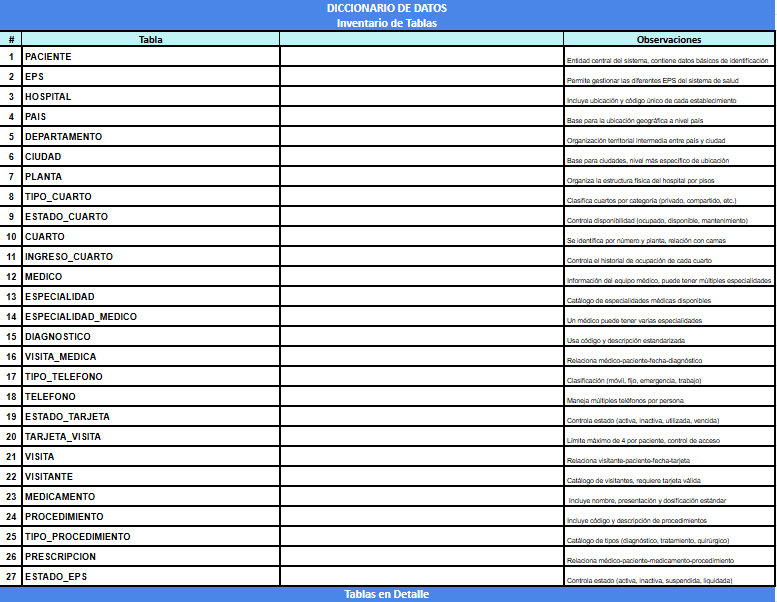 DICCIONARIO DE DATOS
Inventario de Tablas
# Tabla Observaciones
1 PACIENTE Entidad central del sistema, contiene datos básicos de identificación
2 EPS Permite gestionar las diferentes EPS del sistema de salud
3 HOSPITAL Incluye ubicación y código único de cada establecimiento
4 PAIS Base para la ubicación geográfica a nivel país
5 DEPARTAMENTO Organización territorial intermedia entre país y ciudad
6 CIUDAD Base para ciudades, nivel más específico de ubicación
7 PLANTA Organiza la estructura física del hospital por pisos
8 TIPO_CUARTO Clasifica cuartos por categoría (privado, compartido, etc.)
9 ESTADO_CUARTO Controla disponibilidad (ocupado, disponible, mantenimiento)
10 CUARTO Se identifica por número y planta, relación con camas
11 INGRESO_CUARTO Controla el historial de ocupación de cada cuarto
12 MEDICO Información del equipo médico, puede tener múltiples especialidades
13 ESPECIALIDAD Catálogo de especialidades médicas disponibles
14 ESPECIALIDAD_MEDICO Un médico puede tener varias especialidades
15 DIAGNOSTICO Usa código y descripción estandarizada
16 VISITA_MEDICA Relaciona médico-paciente-fecha-diagnóstico
17 TIPO_TELEFONO Clasificación (móvil, fijo, emergencia, trabajo)
18 TELEFONO Maneja múltiples teléfonos por persona
19 ESTADO_TARJETA Controla estado (activa, inactiva, utilizada, vencida)
20 TARJETA_VISITA Límite máximo de 4 por paciente, control de acceso
21 VISITA Relaciona visitante-paciente-fecha-tarjeta
22 VISITANTE Catálogo de visitantes, requiere tarjeta válida
23 MEDICAMENTO Incluye nombre, presentación y dosificación estándar
24 PROCEDIMIENTO Incluye código y descripción de procedimientos
25 TIPO_PROCEDIMIENTO Catálogo de tipos (diagnóstico, tratamiento, quirúrgico)
26 PRESCRIPCION Relaciona médico-paciente-medicamento-procedimiento
27 ESTADO_EPS Controla estado (activa, inactiva, suspendida, liquidada)
Tablas en Detalle